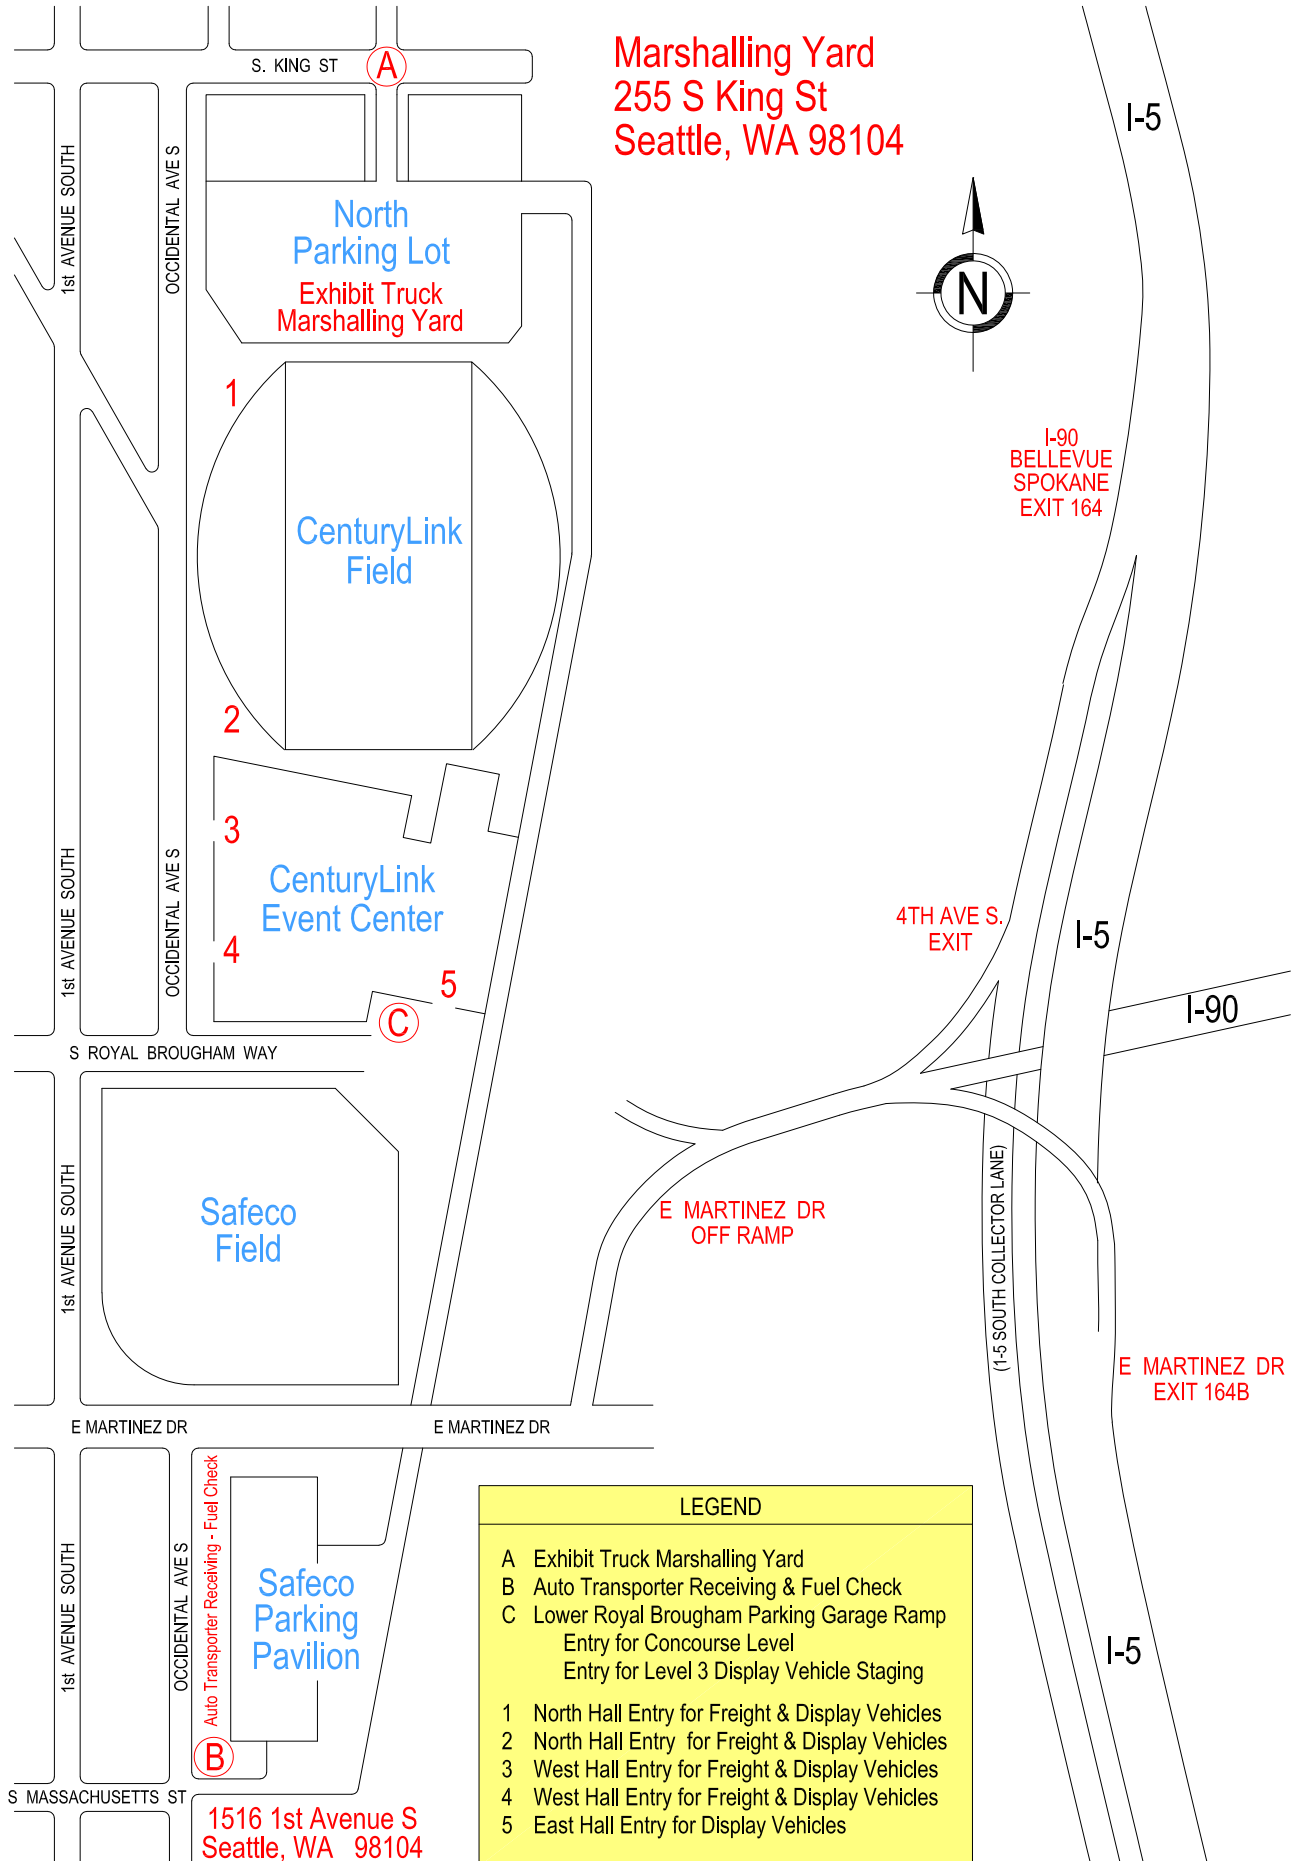 Marshalling Yard
255 S King St
Seattle, WA 98104
S. KING ST
A
I-5
1st AVENUE SOUTH
OCCIDENTAL AVE S
North
Parking Lot
Exhibit Truck
Marshalling Yard
N
1
I-90
BELLEVUE
SPOKANE
EXIT 164
CenturyLink
Field
2
3
1st AVENUE SOUTH
OCCIDENTAL AVE S
CenturyLink
Event Center
4TH AVE S.
EXIT
I-5
4
5
C
I-90
S ROYAL BROUGHAM WAY
1st AVENUE SOUTH
Safeco
Field
E MARTINEZ DR
OFF RAMP
(1-5 SOUTH COLLECTOR LANE)
E MARTINEZ DR
EXIT 164B
E MARTINEZ DR
E MARTINEZ DR
1st AVENUE SOUTH
OCCIDENTAL AVE S
Auto Transporter Receiving - Fuel Check
Safeco
Parking
Pavilion
I-5
B
S MASSACHUSETTS ST
1516 1st Avenue S
Seattle, WA 98104
LEGEND
A Exhibit Truck Marshalling Yard
B Auto Transporter Receiving & Fuel Check
C Lower Royal Brougham Parking Garage Ramp
Entry for Concourse Level
Entry for Level 3 Display Vehicle Staging
1 North Hall Entry for Freight & Display Vehicles
2 North Hall Entry for Freight & Display Vehicles
3 West Hall Entry for Freight & Display Vehicles
4 West Hall Entry for Freight & Display Vehicles
5 East Hall Entry for Display Vehicles